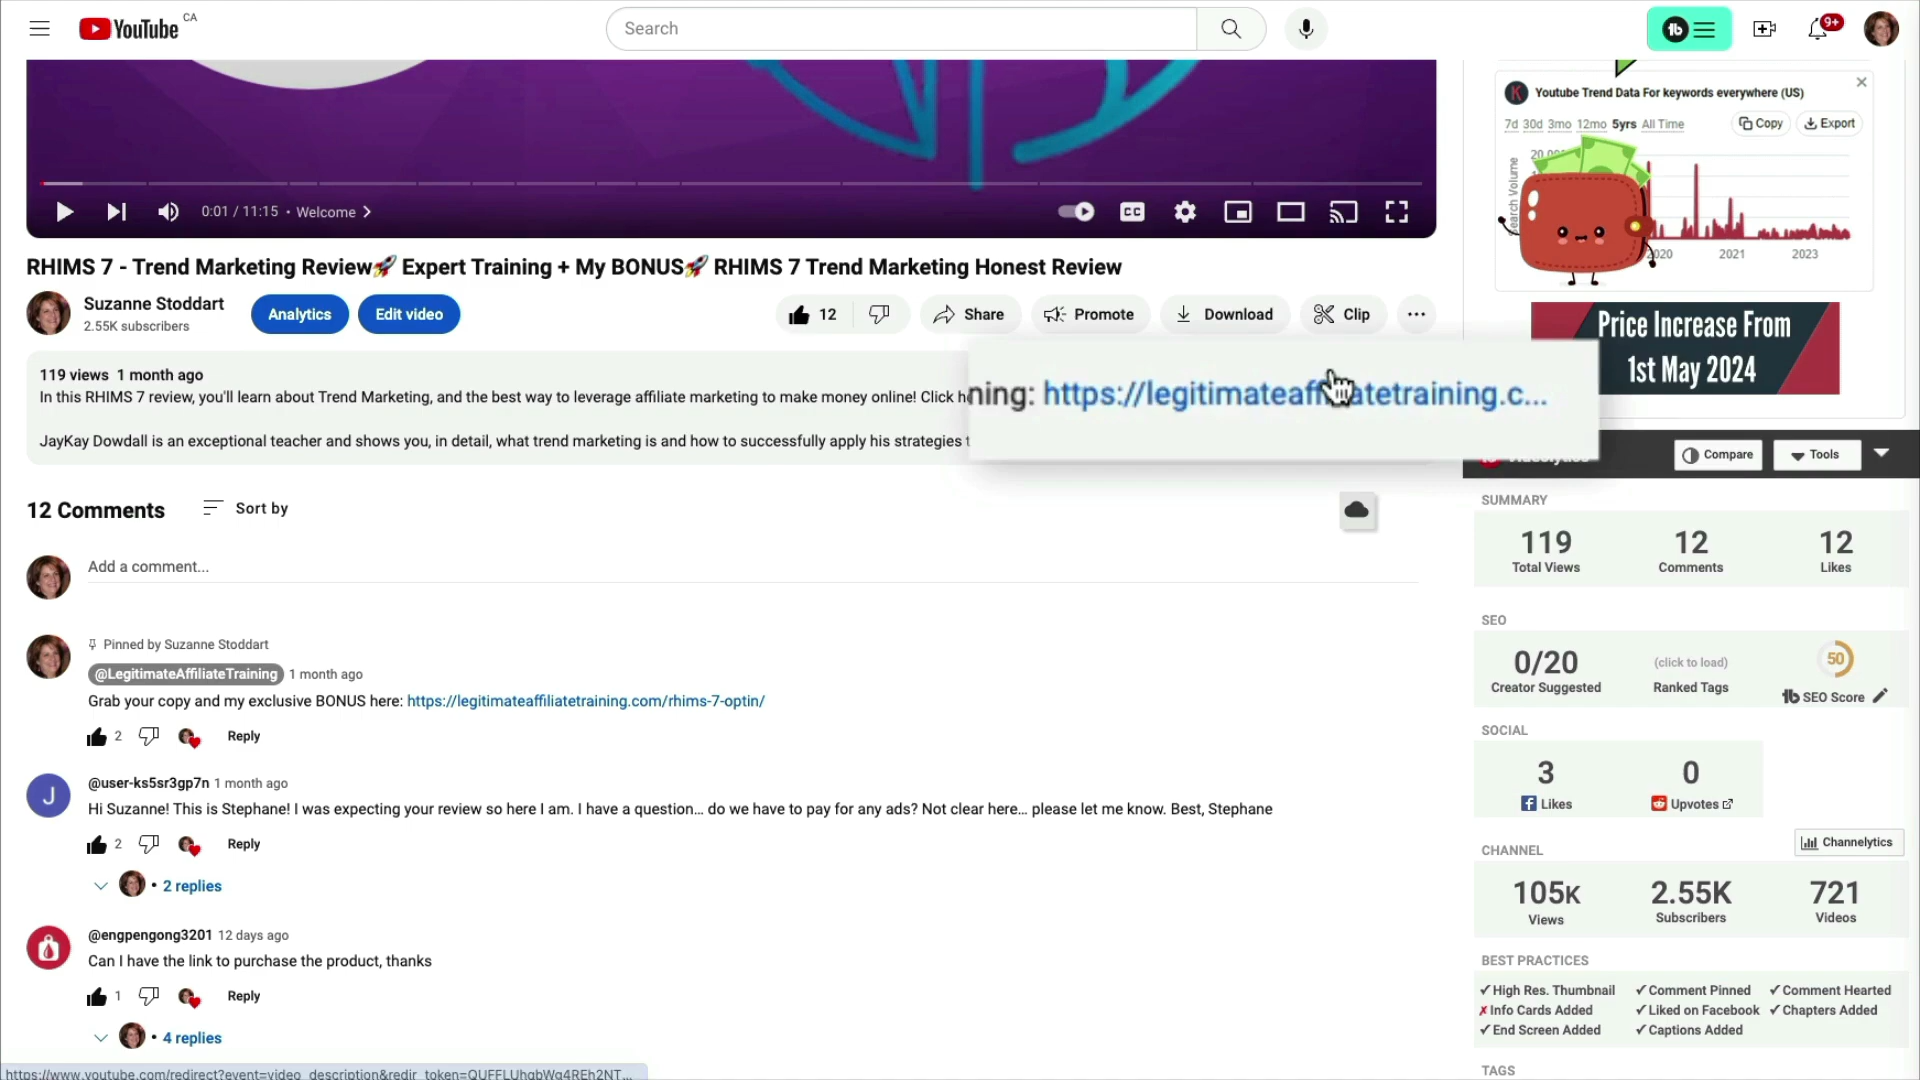 YouTube CA
Search
9+
Youtube Trend Data For keywords everywhere (US)
7d 30d 3mo 12mo 5yrs All Time
Copy
Export
Search Volume
2020 2021 2023
0:01 / 11:15 • Welcome
CC
RHIMS 7 - Trend Marketing Review🚀 Expert Training + My BONUS🚀 RHIMS 7 Trend Marketing Honest Review
Suzanne Stoddart
2.55K subscribers
Analytics
Edit video
12
Share
Promote
Download
Clip
Price Increase From
1st May 2024
119 views 1 month ago
In this RHIMS 7 review, you'll learn about Trend Marketing, and the best way to leverage affiliate marketing to make money online! Click
ning: https://legitimateaffiliatetraining.c...
JayKay Dowdall is an exceptional teacher and shows you, in detail, what trend marketing is and how to successfully apply his strategies
Compare
Tools
12 Comments
Sort by
Add a comment...
Pinned by Suzanne Stoddart
@LegitimateAffiliateTraining 1 month ago
Grab your copy and my exclusive BONUS here: https://legitimateaffiliatetraining.com/rhims-7-optin/
2
Reply
J
@user-ks5sr3gp7n 1 month ago
Hi Suzanne! This is Stephane! I was expecting your review so here I am. I have a question… do we have to pay for any ads? Not clear here… please let me know. Best, Stephane
2
Reply
• 2 replies
@engpengong3201 12 days ago
Can I have the link to purchase the product, thanks
1
Reply
• 4 replies
SUMMARY
119 12 12
Total Views Comments Likes
SEO
0/20 (click to load) 50
Creator Suggested Ranked Tags SEO Score
SOCIAL
3 0
Likes Upvotes
CHANNEL
Channelytics
105K 2.55K 721
Views Subscribers Videos
BEST PRACTICES
✓High Res. Thumbnail ✓Comment Pinned ✓Comment Hearted
✗Info Cards Added ✓Liked on Facebook ✓Chapters Added
✓End Screen Added ✓Captions Added
TAGS